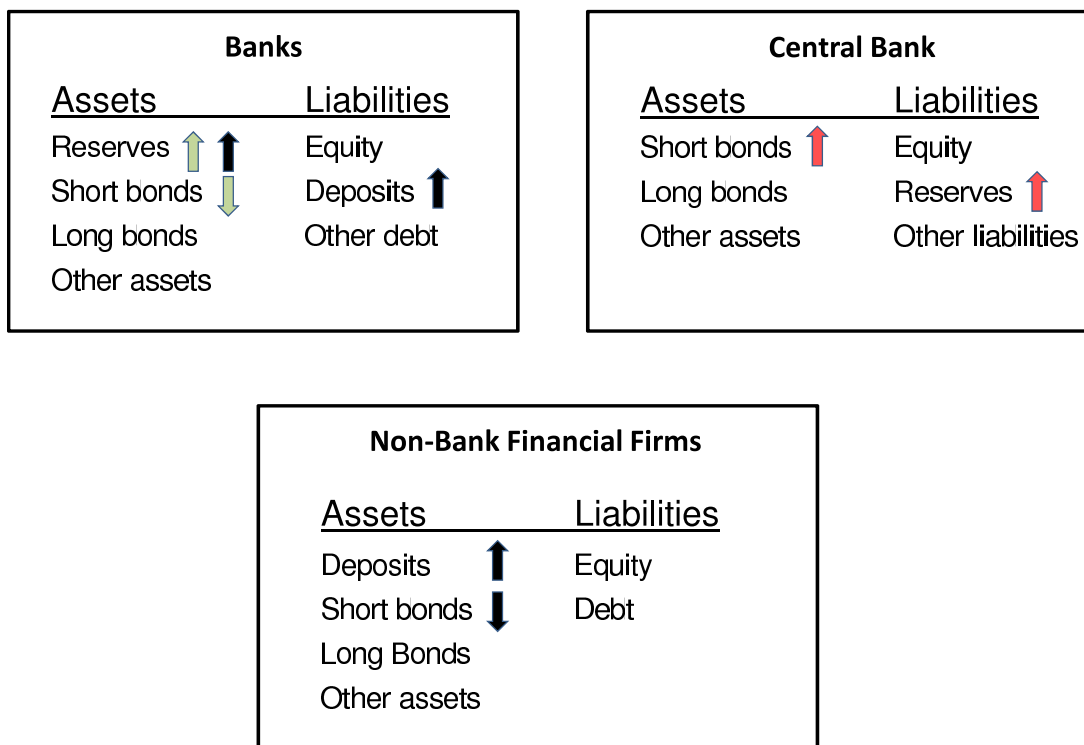 Banks
Assets Liabilities
Reserves Equity
Short bonds Deposits
Long bonds Other debt
Other assets
Central Bank
Assets Liabilities
Short bonds Equity
Long bonds Reserves
Other assets Other liabilities
Non-Bank Financial Firms
Assets Liabilities
Deposits Equity
Short bonds Debt
Long Bonds
Other assets